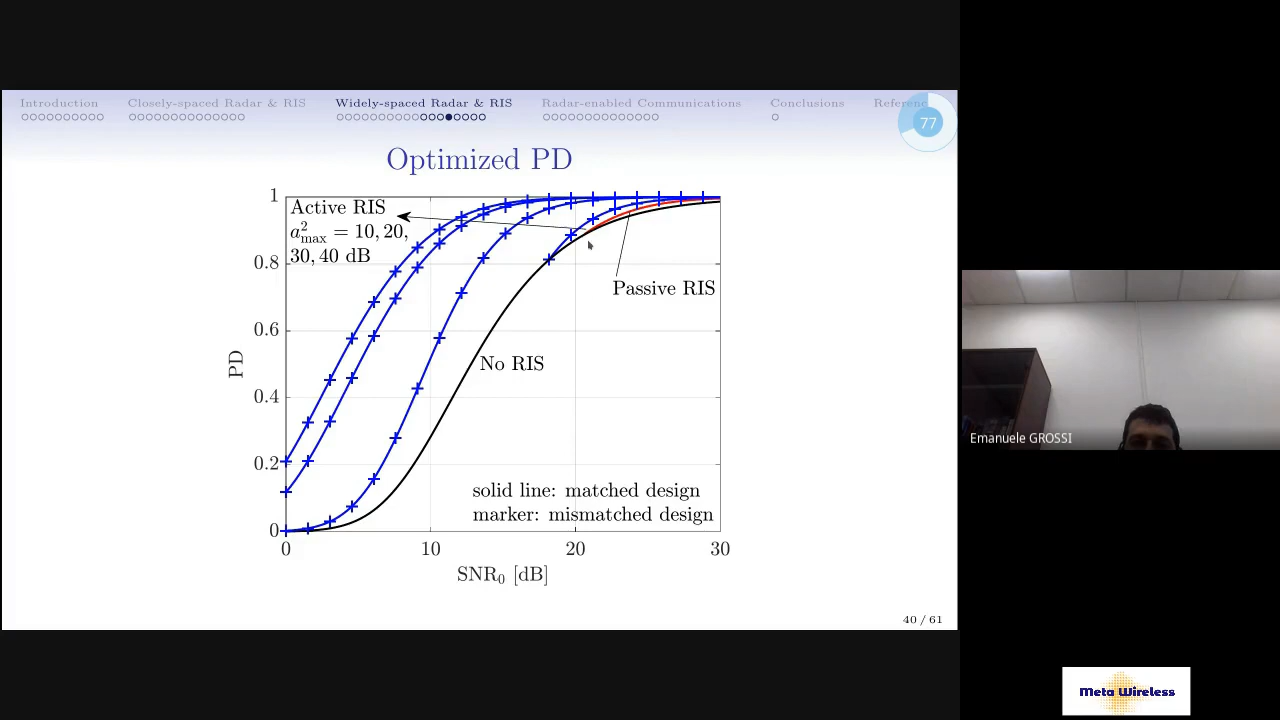 Introduction
Closely-spaced Radar & RIS
Widely-spaced Radar & RIS
Radar-enabled Communications
Conclusions
Referenc
77
Optimized PD
1
0.8
0.6
0.4
0.2
0
PD
Active RIS
a²max = 10, 20,
30, 40 dB
Passive RIS
No RIS
solid line: matched design
marker: mismatched design
0 10 20 30
SNR₀ [dB]
40 / 61
Emanuele GROSSI
Meta Wireless